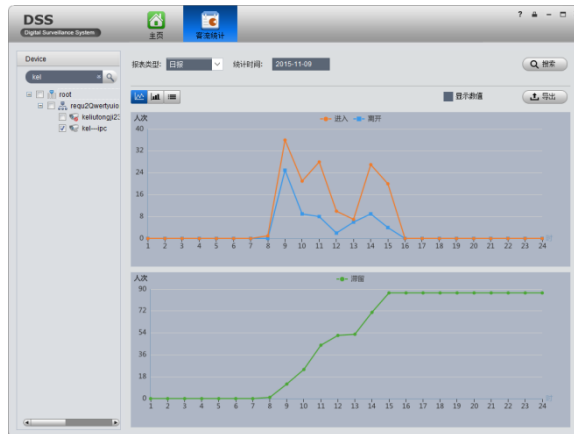 DSS
Digital Surveillance System
主页
客流统计
?
Device
kel
root
requ2Qwertyuio
keliutongji23
kel—ipc
报表类型: 日报
统计时间: 2015-11-09
搜索
显示数值
导出
人次
进入 离开
40
32
24
16
8
0
1 2 3 4 5 6 7 8 9 10 11 12 13 14 15 16 17 18 19 20 21 22 23 24 时
人次
滞留
90
72
54
36
18
0
1 2 3 4 5 6 7 8 9 10 11 12 13 14 15 16 17 18 19 20 21 22 23 24 时